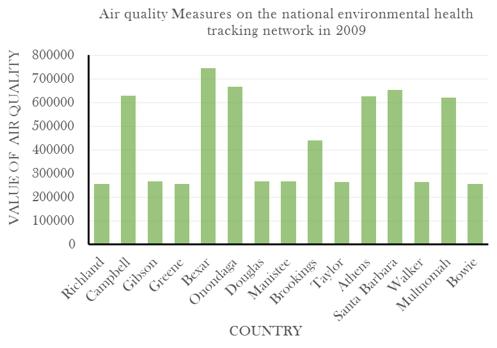 Air quality Measures on the national environmental health
tracking network in 2009
VALUE OF AIR QUALITY
800000
700000
600000
500000
400000
300000
200000
100000
0
Richland
Campbell
Gibson
Greene
Bexar
Onondaga
Douglas
Manistee
Brookings
Taylor
Athens
Santa Barbara
Walker
Multnomah
Bowie
COUNTRY